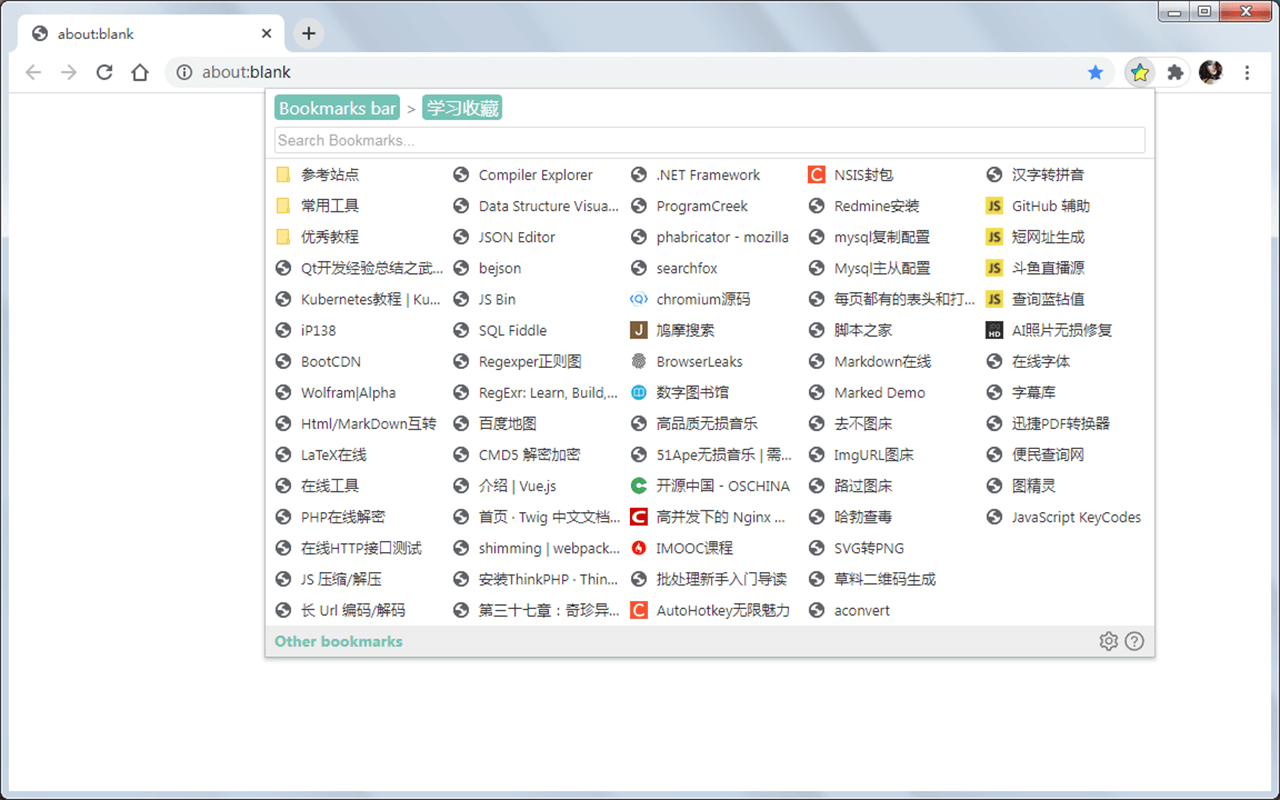 about:blank
about:blank
Bookmarks bar > 学习收藏
Search Bookmarks...
参考站点
常用工具
优秀教程
Qt开发经验总结之武...
Kubernetes教程 | Ku...
iP138
BootCDN
Wolfram|Alpha
Html/MarkDown互转
LaTeX在线
在线工具
PHP在线解密
在线HTTP接口测试
JS 压缩/解压
长 Url 编码/解码
Compiler Explorer
Data Structure Visua...
JSON Editor
bejson
JS Bin
SQL Fiddle
Regexper正则图
RegExr: Learn, Build,...
百度地图
CMD5 解密加密
介绍 | Vue.js
首页 · Twig 中文文档...
shimming | webpack...
安装ThinkPHP · Thin...
第三十七章：奇珍异...
.NET Framework
ProgramCreek
phabricator - mozilla
searchfox
chromium源码
J 鸠摩搜索
BrowserLeaks
数字图书馆
高品质无损音乐
51Ape无损音乐 | 需...
开源中国 - OSCHINA
高并发下的 Nginx ...
IMOOC课程
批处理新手入门导读
C AutoHotkey无限魅力
C NSIS封包
Redmine安装
mysql复制配置
Mysql主从配置
每页都有的表头和打...
脚本之家
Markdown在线
Marked Demo
去不图床
ImgURL图床
路过图床
哈勃查毒
SVG转PNG
草料二维码生成
aconvert
汉字转拼音
JS GitHub 辅助
JS 短网址生成
JS 斗鱼直播源
JS 查询蓝钻值
HD AI照片无损修复
在线字体
字幕库
迅捷PDF转换器
便民查询网
图精灵
JavaScript KeyCodes
Other bookmarks